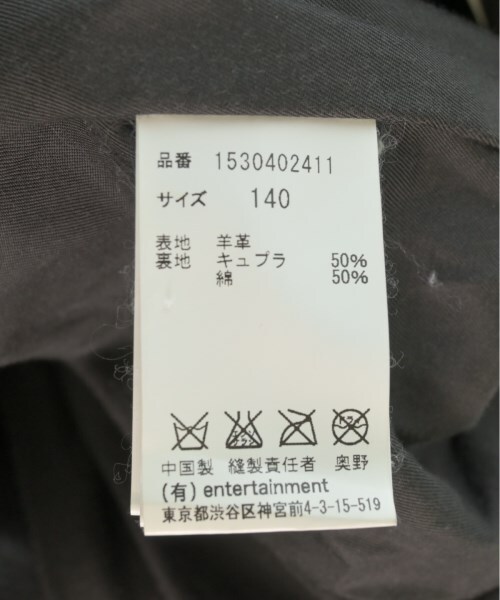 品番 1530402411
サイズ 140
表地 羊革
裏地 キュプラ 50%
綿 50%
中国製 縫製責任者 奥野
(有) entertainment
東京都渋谷区神宮前4-3-15-519